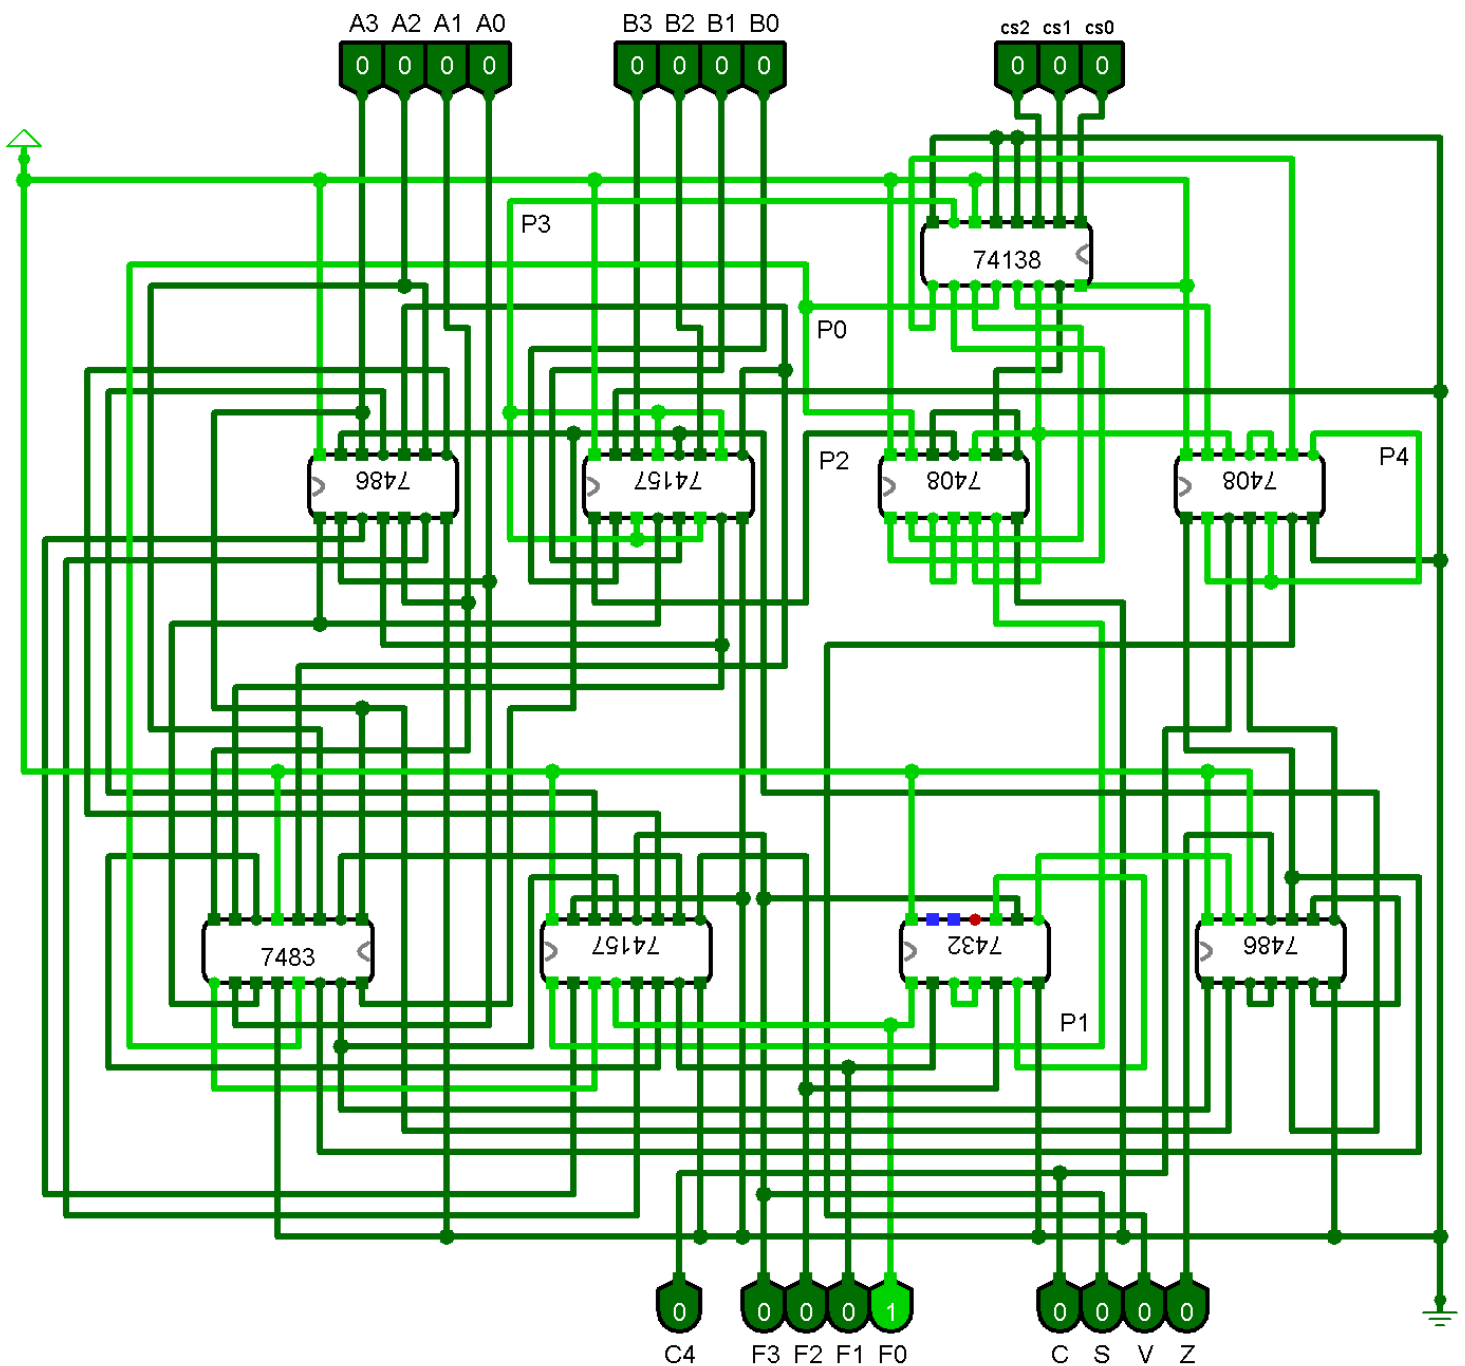 A3 A2 A1 A0 B3 B2 B1 B0 cs2 cs1 cs0
0 0 0 0 0 0 0 0 0 0 0
P3
74138
P0
P2
P4
7486 74157 7408 7408
7483 74157 7432 7486
P1
0 0 0 0 1 0 0 0 0
C4 F3 F2 F1 F0 C S V Z